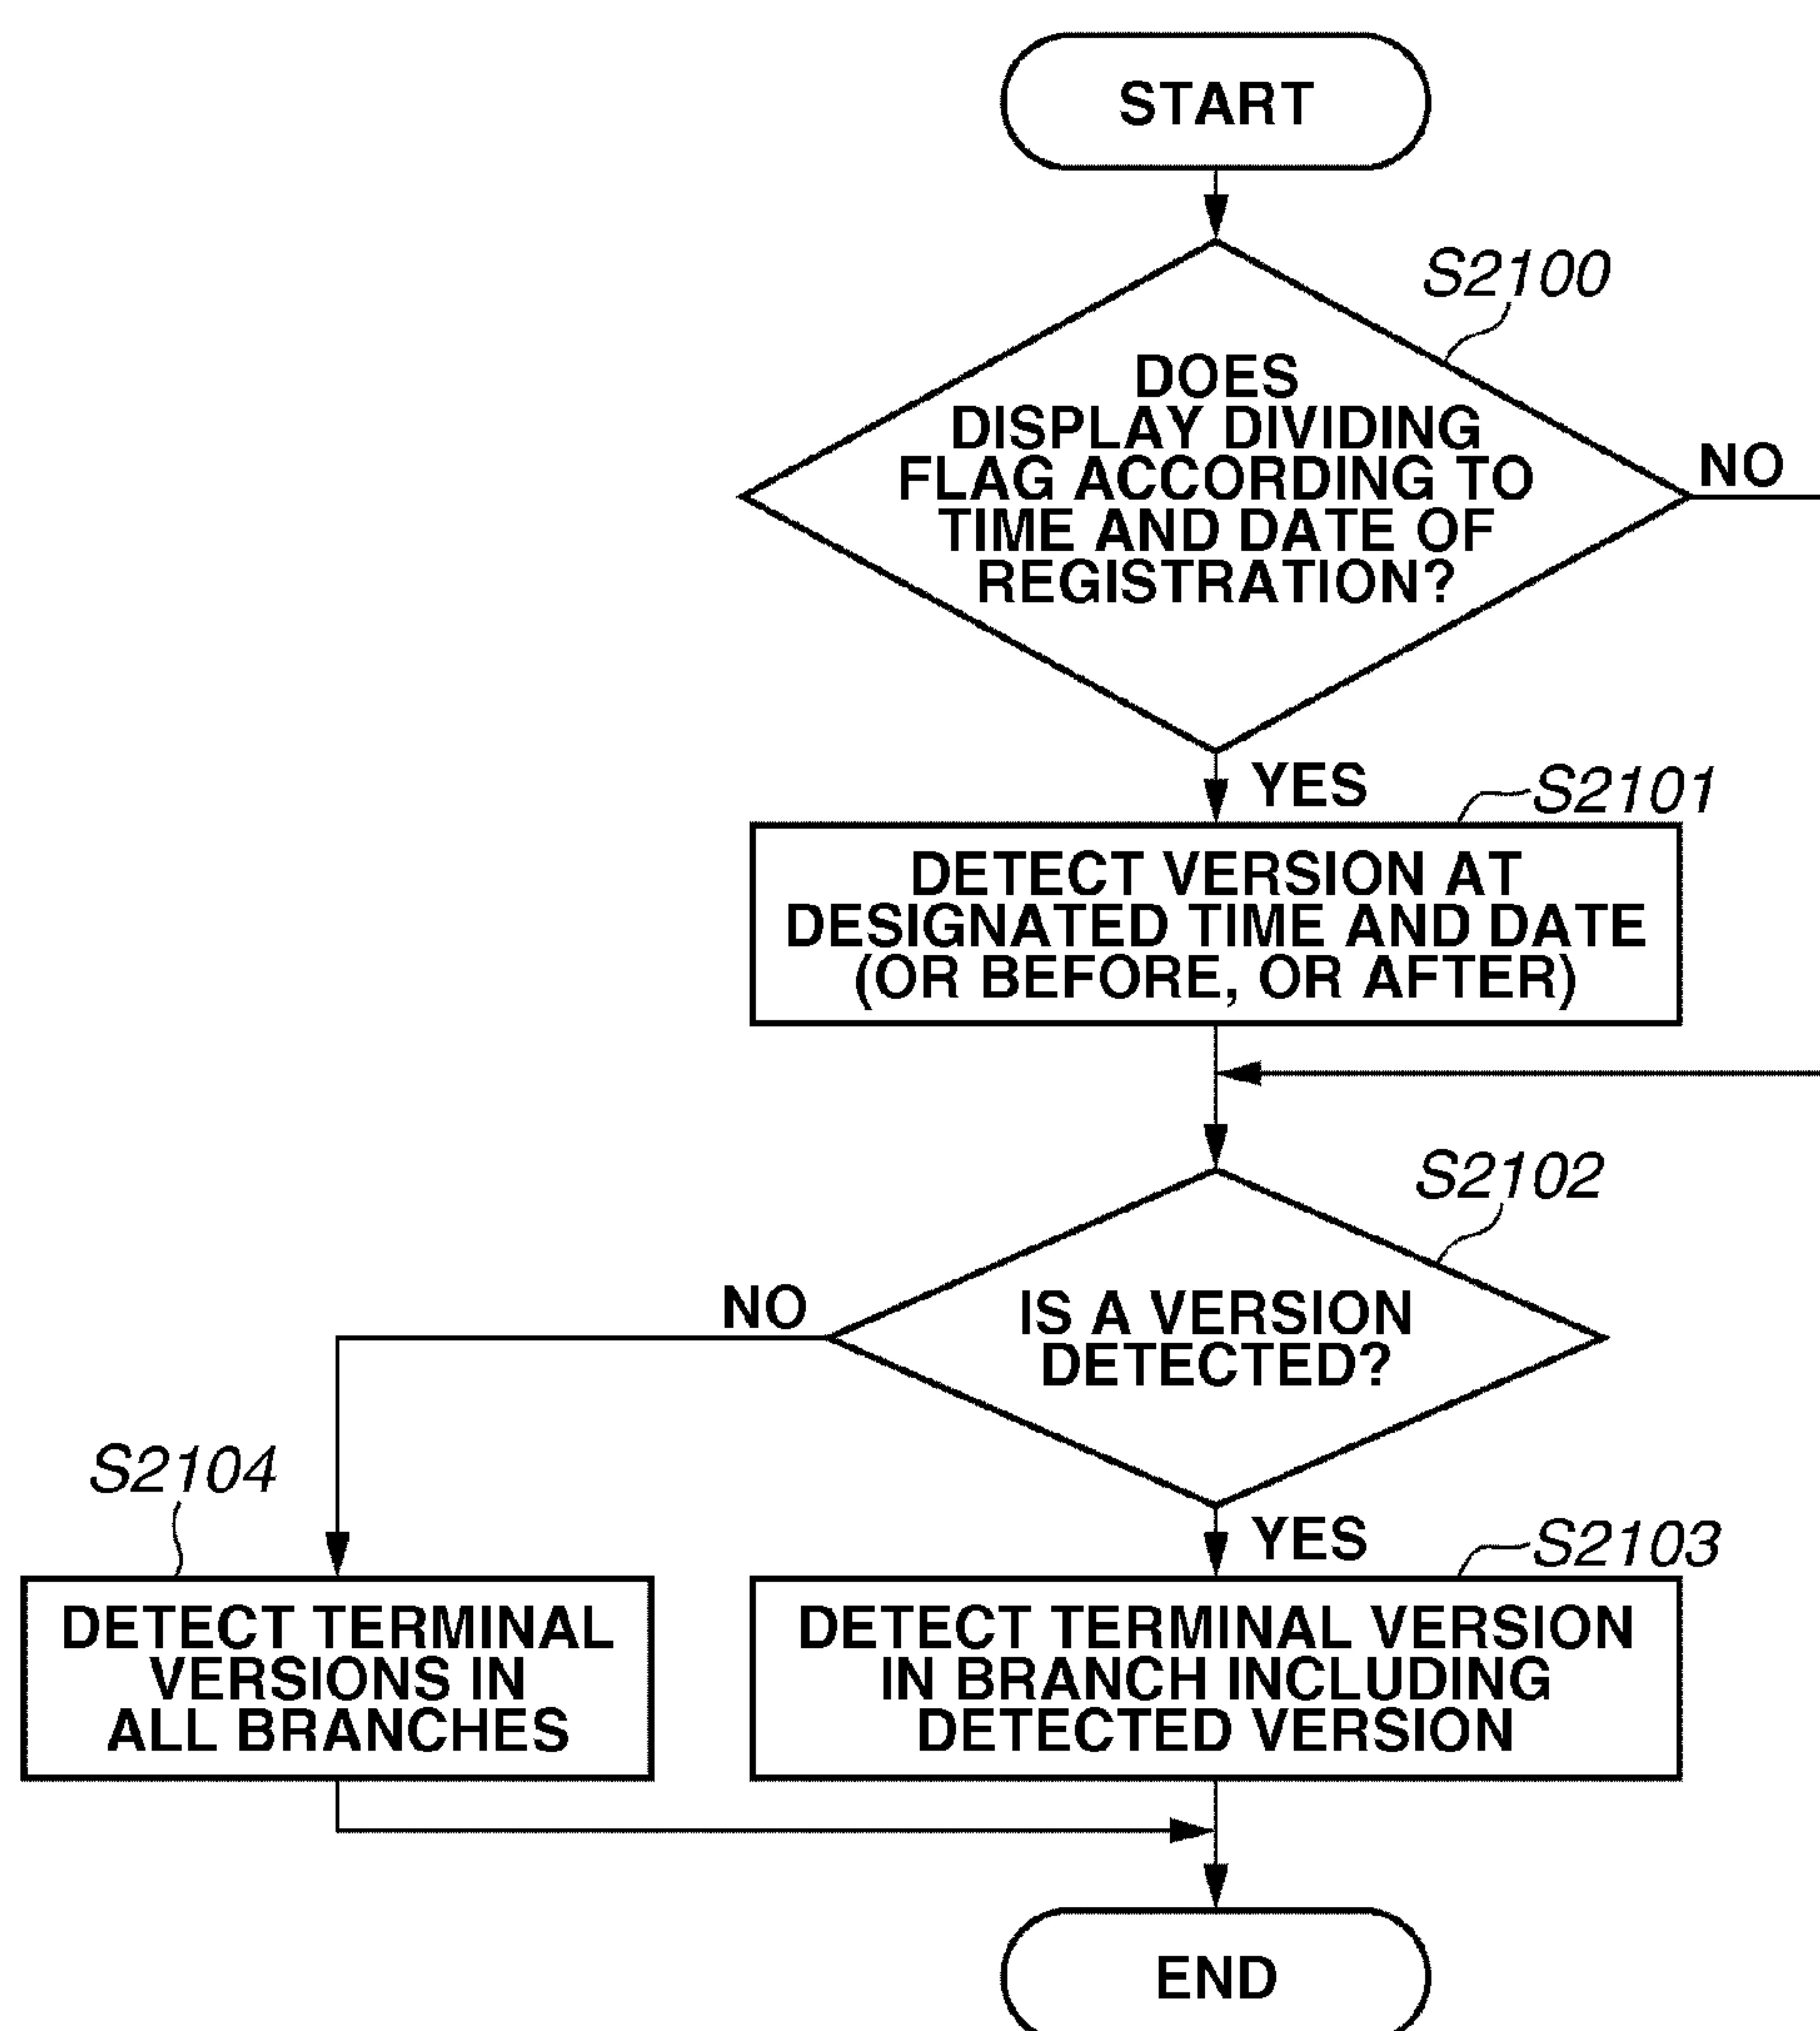 START
S2100
DOES
DISPLAY DIVIDING
FLAG ACCORDING TO
TIME AND DATE OF
REGISTRATION?
NO
YES
S2101
DETECT VERSION AT
DESIGNATED TIME AND DATE
(OR BEFORE, OR AFTER)
S2102
IS A VERSION
DETECTED?
NO
YES
S2104
S2103
DETECT TERMINAL
VERSIONS IN
ALL BRANCHES
DETECT TERMINAL VERSION
IN BRANCH INCLUDING
DETECTED VERSION
END